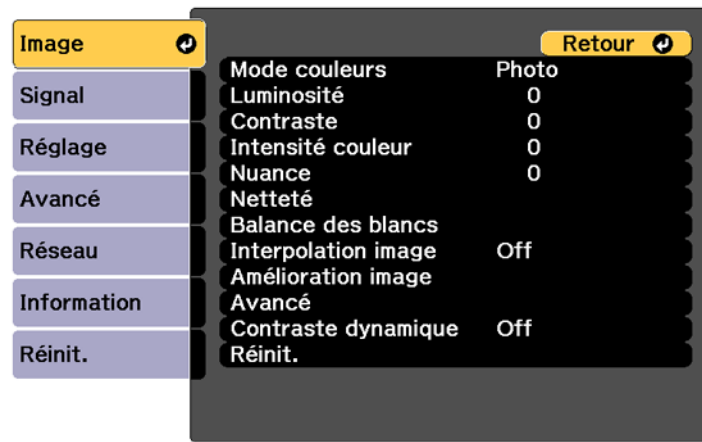 Image
Signal
Réglage
Avancé
Réseau
Information
Réinit.
Retour
Mode couleurs Photo
Luminosité 0
Contraste 0
Intensité couleur 0
Nuance 0
Netteté
Balance des blancs
Interpolation image Off
Amélioration image
Avancé
Contraste dynamique Off
Réinit.